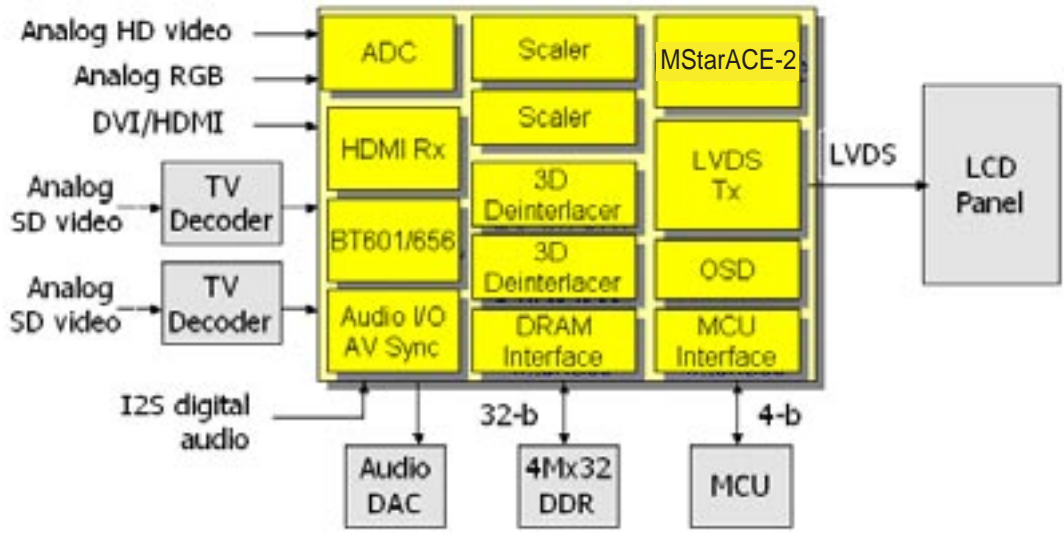 Analog HD video
Analog RGB
DVI/HDMI
Analog
SD video
TV
Decoder
Analog
SD video
TV
Decoder
I2S digital
audio
ADC
HDMI Rx
BT601/656
Audio I/O
AV Sync
Scaler
Scaler
3D
Deinterlacer
3D
Deinterlacer
DRAM
Interface
MStarACE-2
LVDS
Tx
OSD
MCU
Interface
LVDS
LCD
Panel
32-b
4-b
Audio
DAC
4Mx32
DDR
MCU